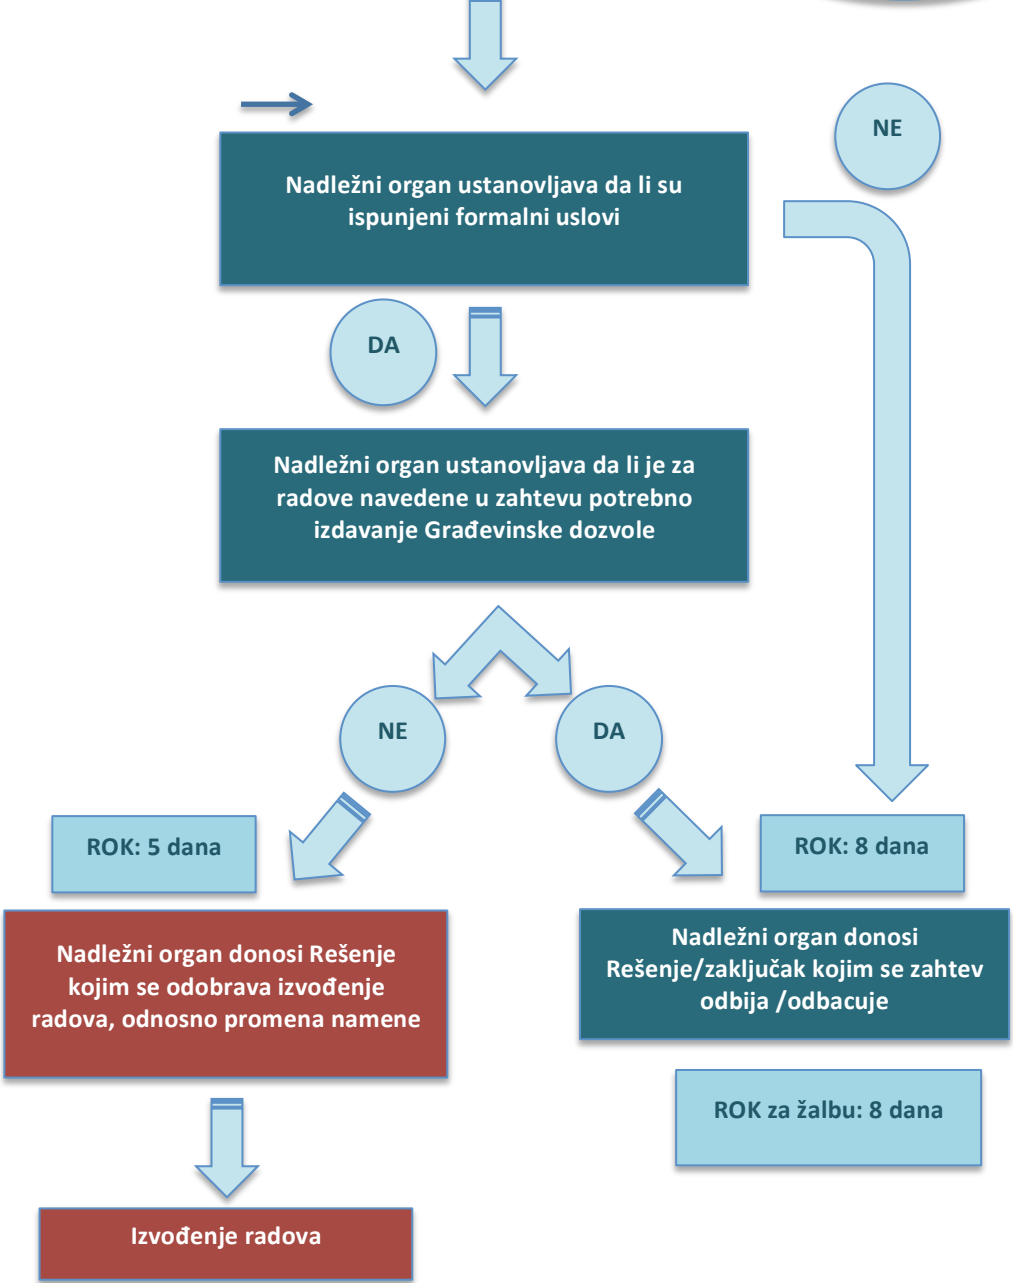 NE
Nadležni organ ustanovljava da li su
ispunjeni formalni uslovi
DA
Nadležni organ ustanovljava da li je za
radove navedene u zahtevu potrebno
izdavanje Građevinske dozvole
NE
DA
ROK: 5 dana
ROK: 8 dana
Nadležni organ donosi Rešenje
kojim se odobrava izvođenje
radova, odnosno promena namene
Nadležni organ donosi
Rešenje/zaključak kojim se zahtev
odbija /odbacuje
ROK za žalbu: 8 dana
Izvođenje radova